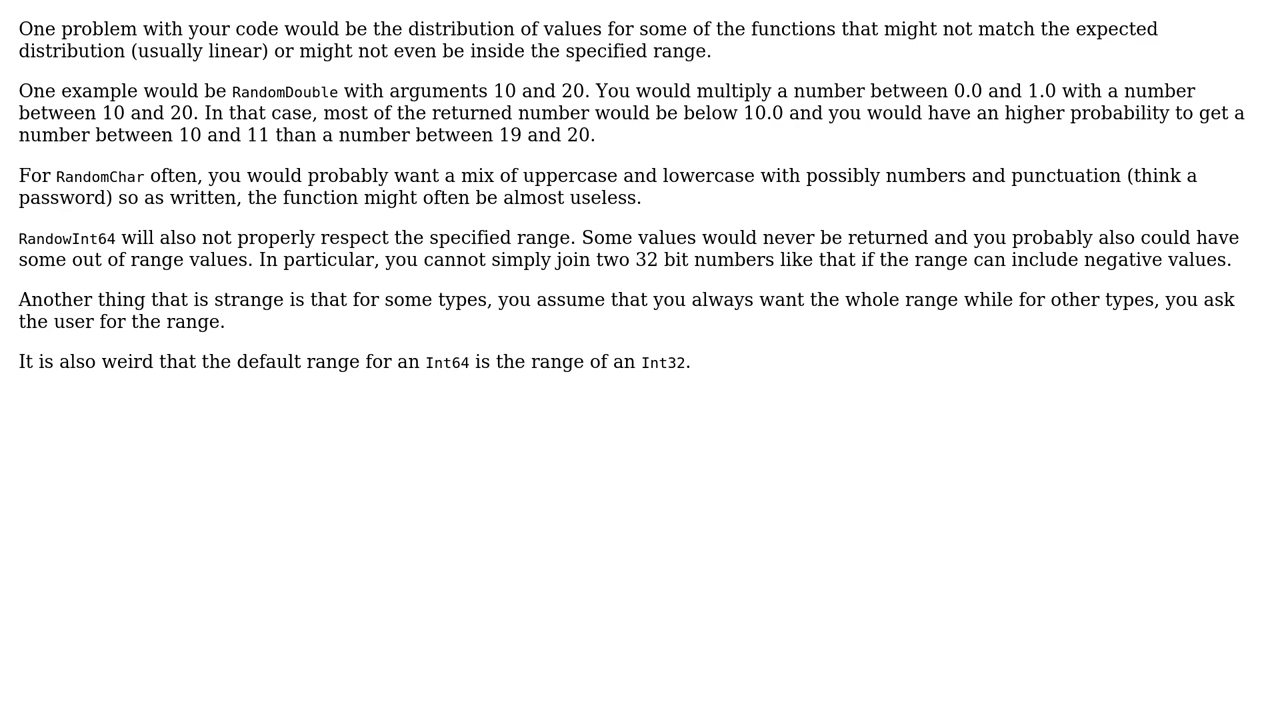 One problem with your code would be the distribution of values for some of the functions that might not match the expected
distribution (usually linear) or might not even be inside the specified range.
One example would be RandomDouble with arguments 10 and 20. You would multiply a number between 0.0 and 1.0 with a number
between 10 and 20. In that case, most of the returned number would be below 10.0 and you would have an higher probability to get a
number between 10 and 11 than a number between 19 and 20.
For RandomChar often, you would probably want a mix of uppercase and lowercase with possibly numbers and punctuation (think a
password) so as written, the function might often be almost useless.
RandowInt64 will also not properly respect the specified range. Some values would never be returned and you probably also could have
some out of range values. In particular, you cannot simply join two 32 bit numbers like that if the range can include negative values.
Another thing that is strange is that for some types, you assume that you always want the whole range while for other types, you ask
the user for the range.
It is also weird that the default range for an Int64 is the range of an Int32.